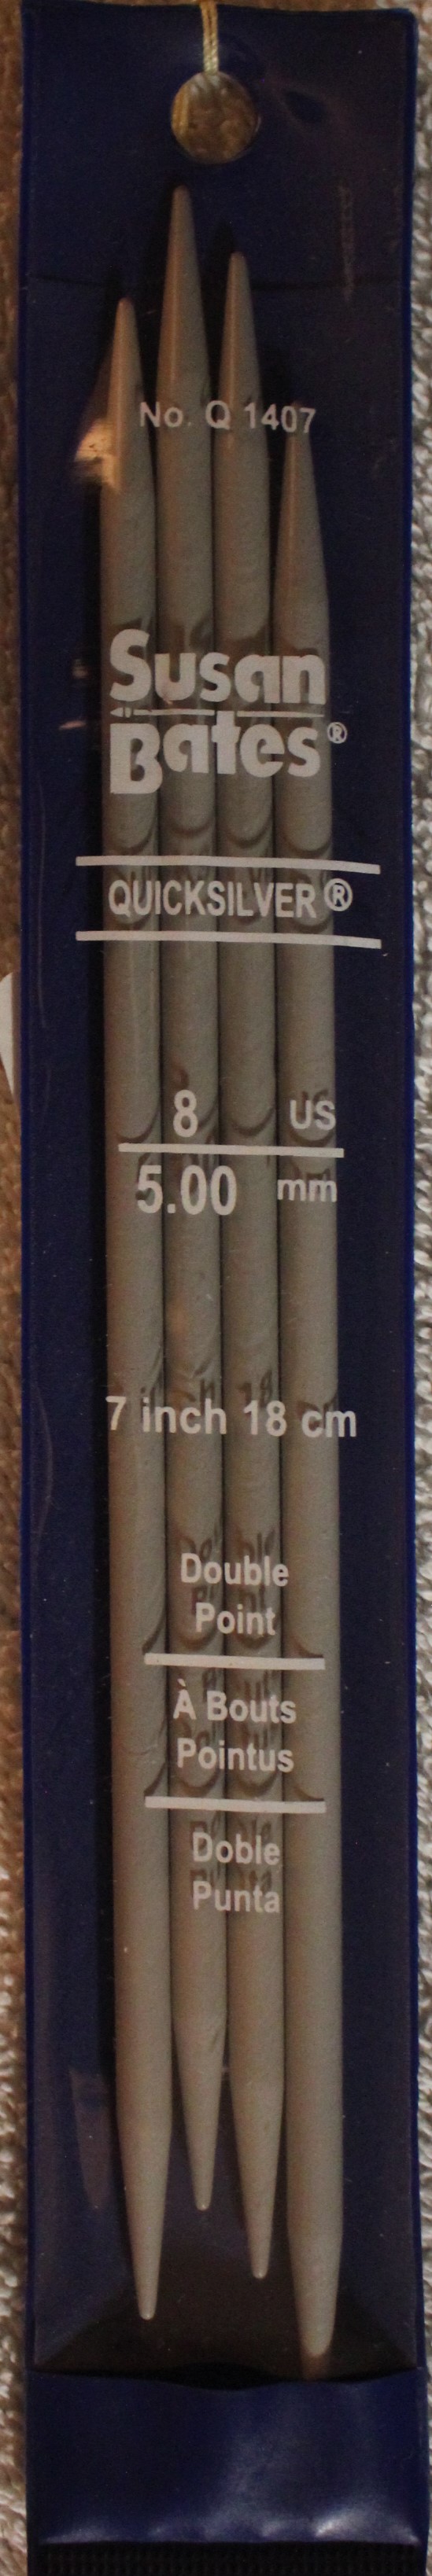 No. Q 1407
Susan
Bates®
QUICKSILVER®
8 US
5.00 mm
7 inch 18 cm
Double
Point
À Bouts
Pointus
Doble
Punta